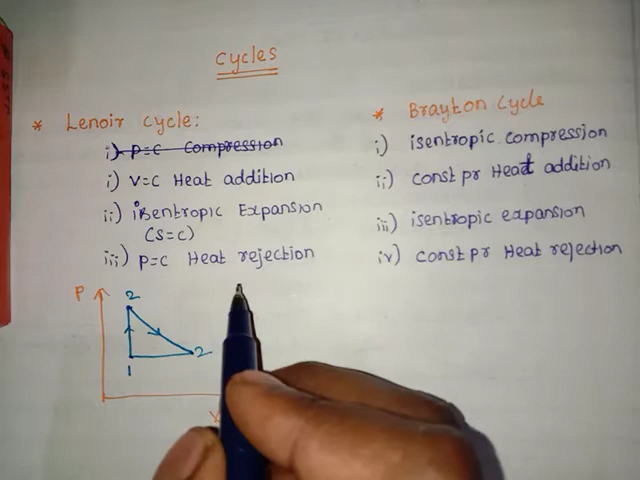 Cycles
* Lenoir Cycle:
i) P=C Compression
i) V=C Heat addition
ii) isentropic Expansion
(S=C)
iii) P=C Heat rejection
* Brayton Cycle
i) isentropic compression
ii) const pr Heat addition
iii) isentropic expansion
iv) const pr Heat rejection
P
2
2
1
V